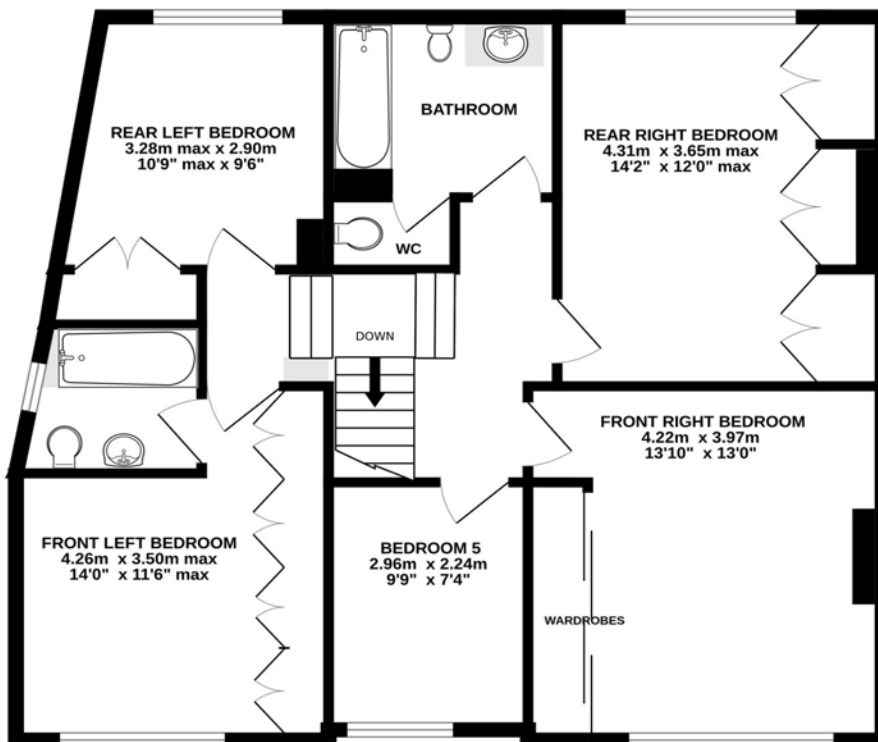 REAR LEFT BEDROOM
3.28m max x 2.90m
10'9" max x 9'6"
BATHROOM
REAR RIGHT BEDROOM
4.31m x 3.65m max
14'2" x 12'0" max
WC
DOWN
FRONT RIGHT BEDROOM
4.22m x 3.97m
13'10" x 13'0"
FRONT LEFT BEDROOM
4.26m x 3.50m max
14'0" x 11'6" max
BEDROOM 5
2.96m x 2.24m
9'9" x 7'4"
WARDROBES